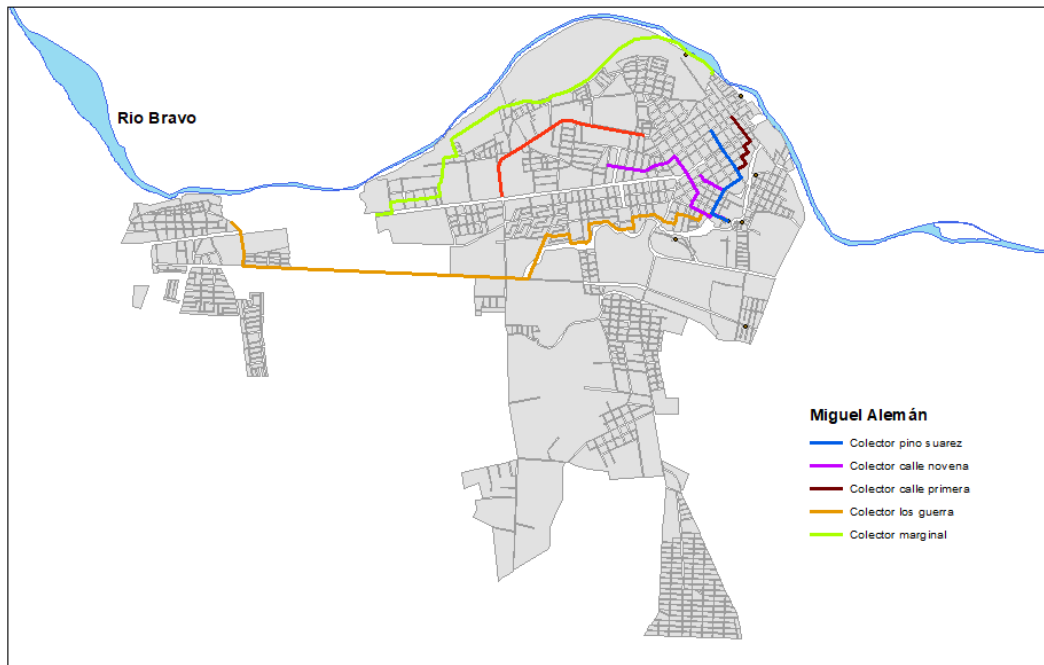 Rio Bravo
Miguel Alemán
Colector pino suarez
Colector calle novena
Colector calle primera
Colector los guerra
Colector marginal